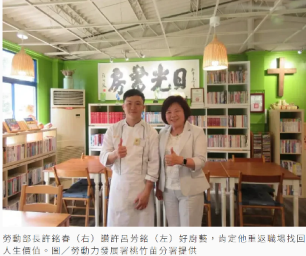 勞動部長許銘春（右）讚許呂芳銘（左）好廚藝，肯定他重返職場找回
人生價值。圖／勞動力發展署桃竹苗分署提供